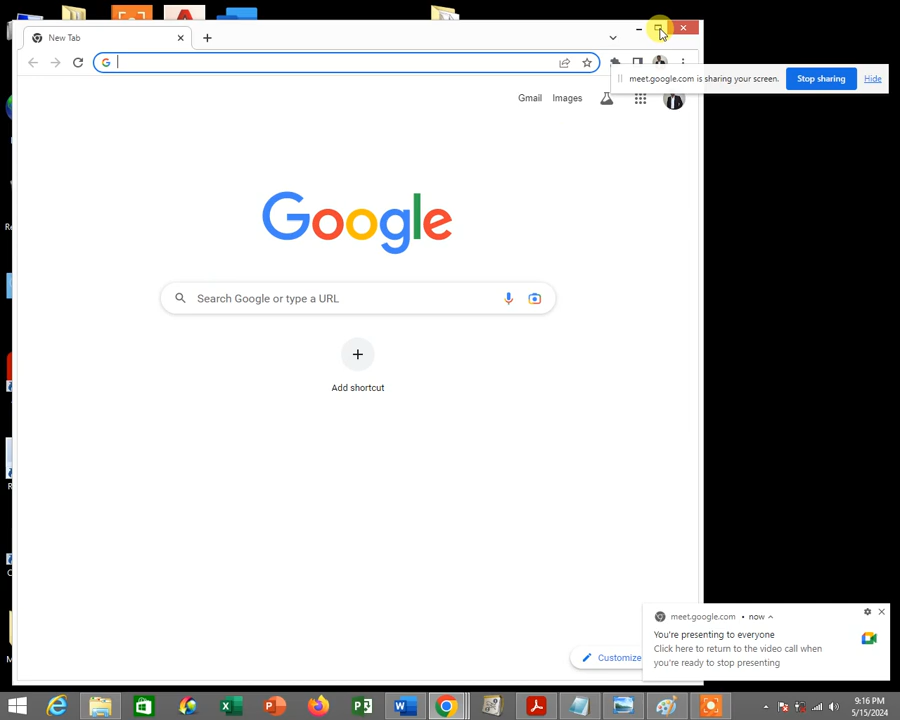 New Tab
meet.google.com is sharing your screen.
Stop sharing
Hide
Gmail
Images
Google
Search Google or type a URL
Add shortcut
Customize
meet.google.com • now
You're presenting to everyone
Click here to return to the video call when
you're ready to stop presenting
9:16 PM
5/15/2024